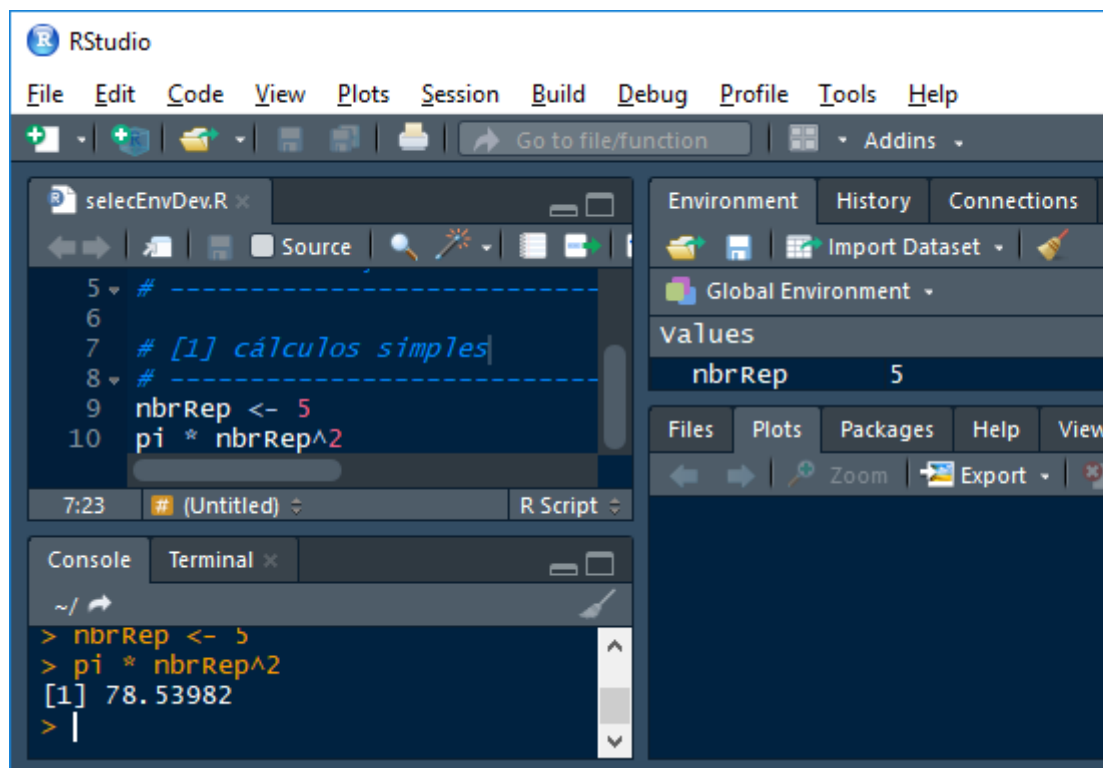 RStudio
File Edit Code View Plots Session Build Debug Profile Tools Help
Go to file/function Addins
selecEnvDev.R
Source
5 # ---------------------------
6
7 # [1] cálculos simples
8 # ---------------------------
9 nbrRep <- 5
10 pi * nbrRep^2
7:23 # (Untitled) R Script
Console Terminal
~/
> nbrRep <- 5
> pi * nbrRep^2
[1] 78.53982
>
Environment History Connections
Import Dataset
Global Environment
Values
nbrRep 5
Files Plots Packages Help View
Zoom Export